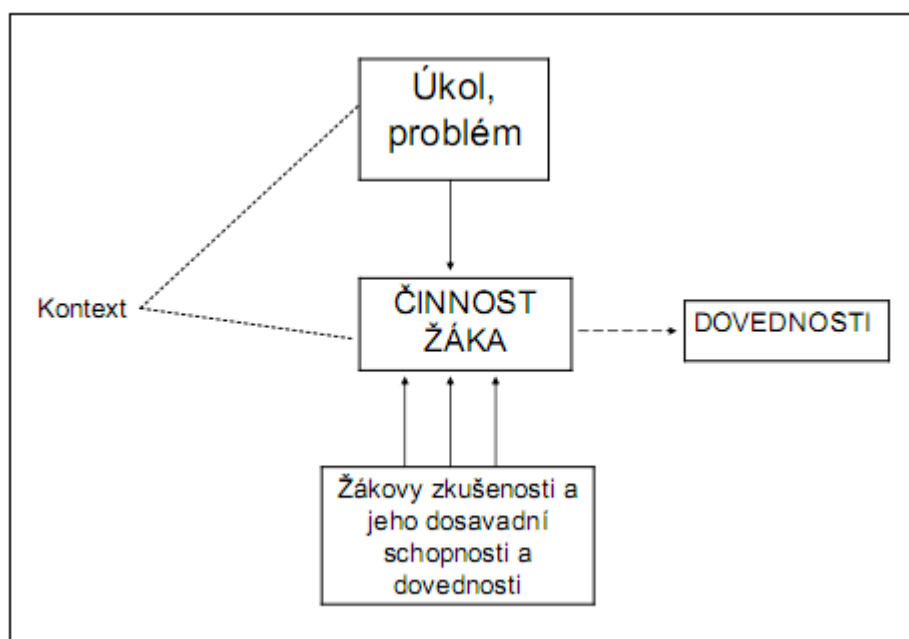 Úkol,
problém
Kontext
ČINNOST
ŽÁKA
DOVEDNOSTI
Žákovy zkušenosti a
jeho dosavadní
schopnosti a
dovednosti